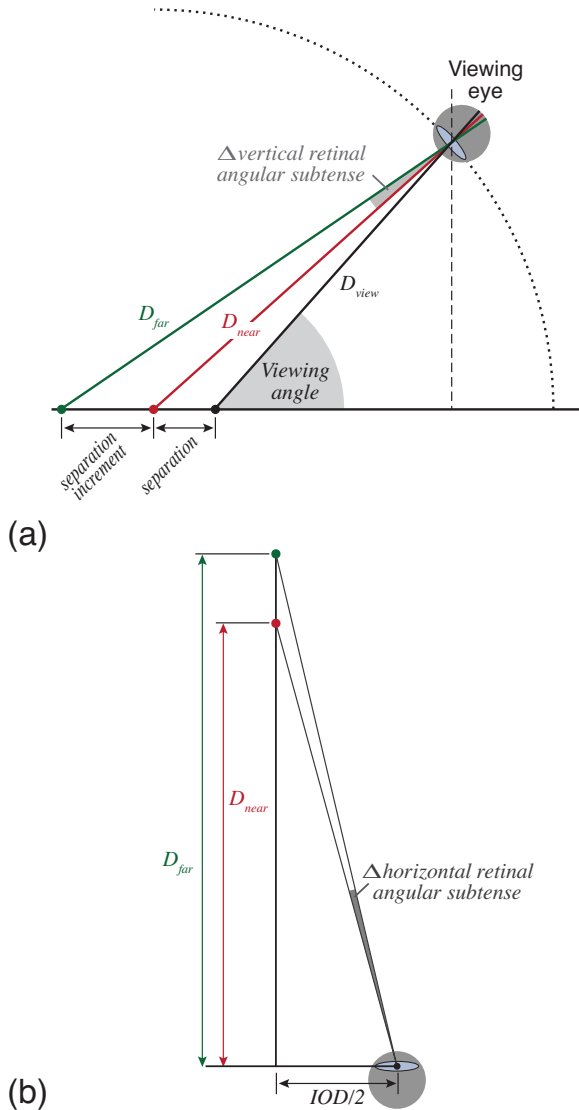 Viewing
eye
Δvertical retinal
angular subtense
D_view
D_far
D_near
Viewing
angle
separation
increment
separation
(a)
D_near
D_far
Δhorizontal retinal
angular subtense
IOD/2
(b)